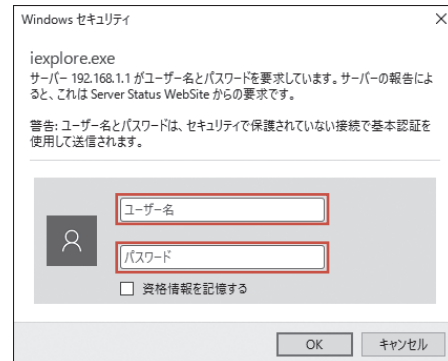 Windows セキュリティ
iexplore.exe
サーバー 192.168.1.1 がユーザー名とパスワードを要求しています。サーバーの報告によ
ると、これは Server Status WebSite からの要求です。
警告: ユーザー名とパスワードは、セキュリティで保護されていない接続で基本認証を
使用して送信されます。
ユーザー名
パスワード
資格情報を記憶する
OK
キャンセル